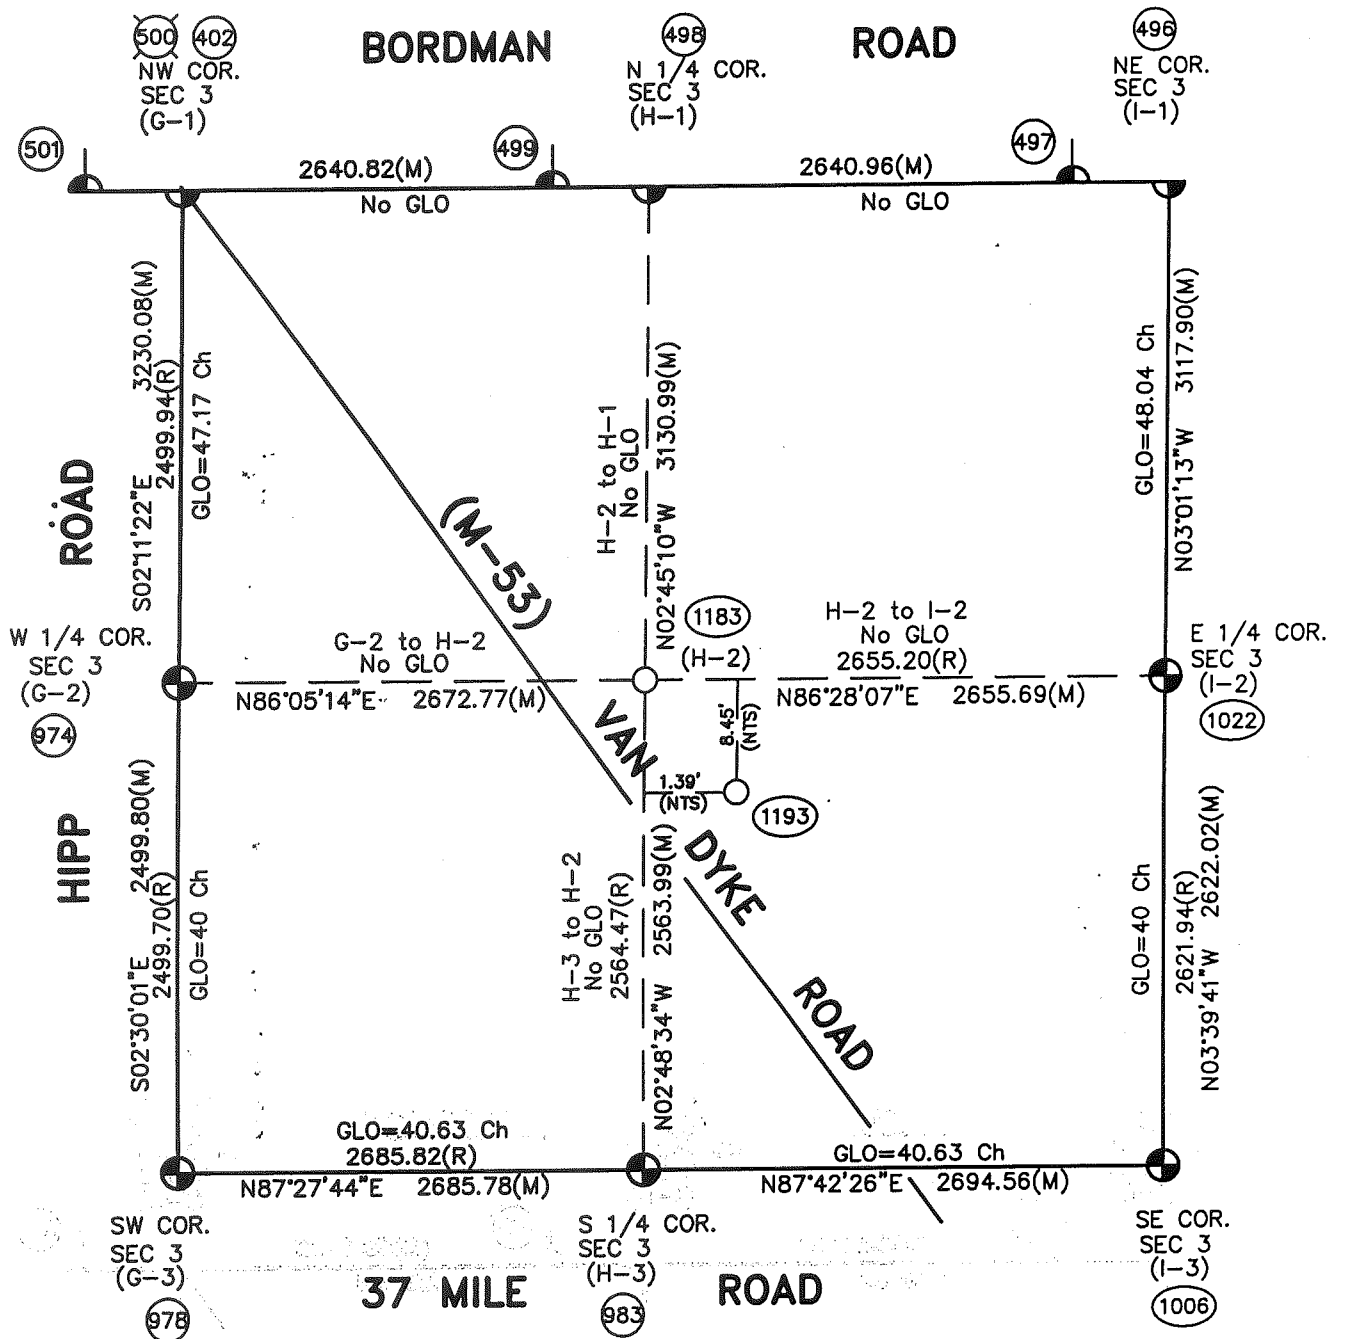 500 402
BORDMAN ROAD
498
496
NW COR.
SEC 3
(G-1)
N 1/4 COR.
SEC 3
(H-1)
NE COR.
SEC 3
(I-1)
501
499
497
2640.82(M)
No GLO
2640.96(M)
No GLO
S02°11'22"E 3230.08(M)
2499.94(R)
GLO=47.17 Ch
H-2 to H-1
No GLO
N02°45'10"W 3130.99(M)
GLO=48.04 Ch
N03°01'13"W 3117.90(M)
HIPP ROAD
(M-53)
VAN DYKE ROAD
W 1/4 COR.
SEC 3
(G-2)
974
G-2 to H-2
No GLO
N86°05'14"E 2672.77(M)
1183
(H-2)
H-2 to I-2
No GLO
2655.20(R)
N86°28'07"E 2655.69(M)
E 1/4 COR.
SEC 3
(I-2)
1022
8.45'
(NTS)
1.39'
(NTS)
1193
S02°30'01"E 2499.80(M)
2499.70(R)
GLO=40 Ch
H-3 to H-2
No GLO
2564.47(R)
N02°48'34"W 2563.99(M)
GLO=40 Ch
2621.94(R)
N03°39'41"W 2622.02(M)
GLO=40.63 Ch
2685.82(R)
N87°27'44"E 2685.78(M)
GLO=40.63 Ch
N87°42'26"E 2694.56(M)
SW COR.
SEC 3
(G-3)
978
S 1/4 COR.
SEC 3
(H-3)
983
SE COR.
SEC 3
(I-3)
1006
37 MILE ROAD